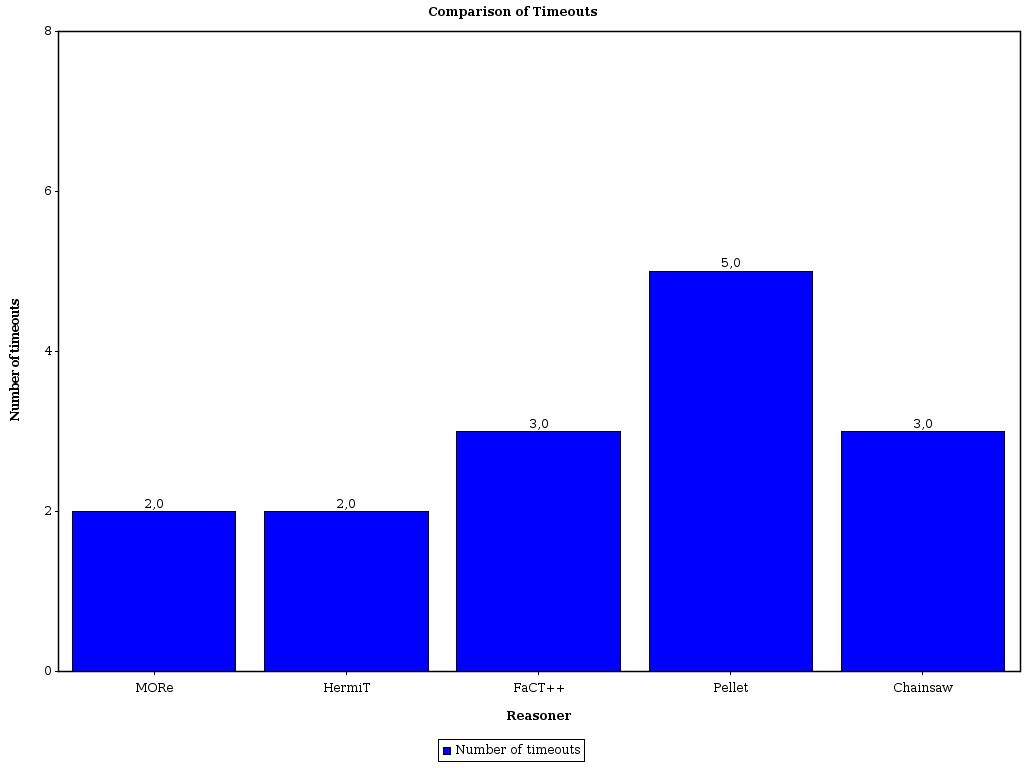 Comparison of Timeouts
8
6
4
2
0
Number of timeouts
2,0
2,0
3,0
5,0
3,0
MORe
HermiT
FaCT++
Pellet
Chainsaw
Reasoner
Number of timeouts